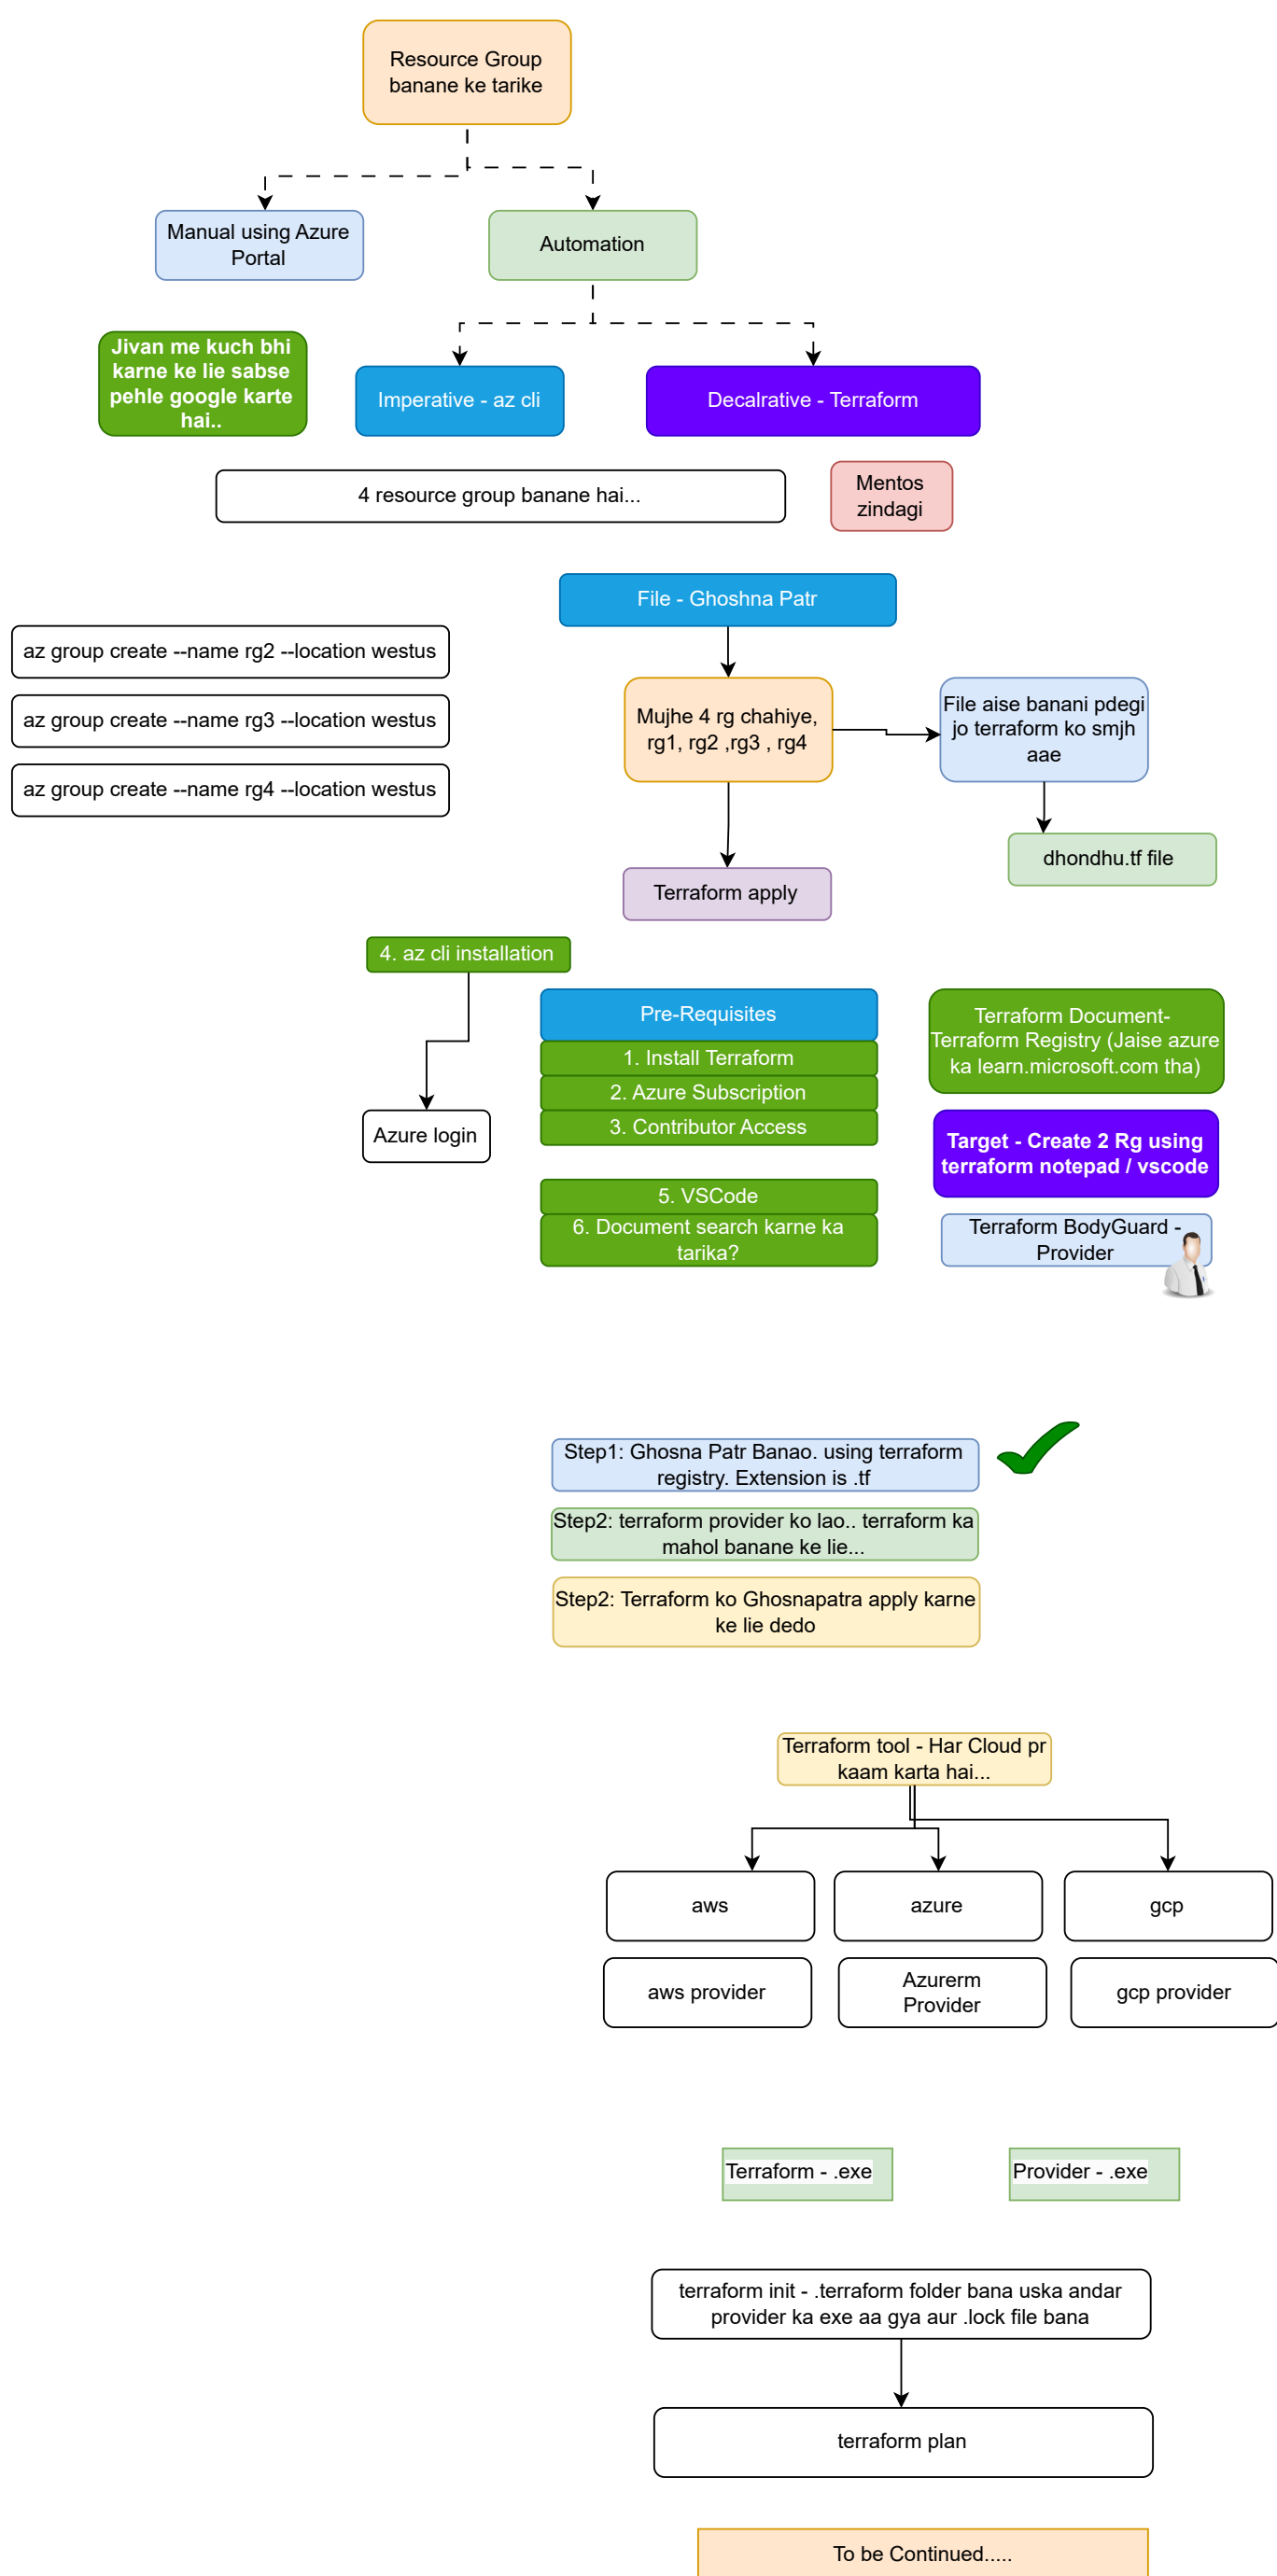 Resource Group
banane ke tarike
Manual using Azure
Portal
Automation
Jivan me kuch bhi
karne ke lie sabse
pehle google karte
hai..
Imperative - az cli
Decalrative - Terraform
4 resource group banane hai...
Mentos
zindagi
File - Ghoshna Patr
az group create --name rg2 --location westus
az group create --name rg3 --location westus
az group create --name rg4 --location westus
Mujhe 4 rg chahiye,
rg1, rg2 ,rg3 , rg4
File aise banani pdegi
jo terraform ko smjh
aae
dhondhu.tf file
Terraform apply
4. az cli installation
Azure login
Pre-Requisites
1. Install Terraform
2. Azure Subscription
3. Contributor Access
5. VSCode
6. Document search karne ka
tarika?
Terraform Document-
Terraform Registry (Jaise azure
ka learn.microsoft.com tha)
Target - Create 2 Rg using
terraform notepad / vscode
Terraform BodyGuard -
Provider
Step1: Ghosna Patr Banao. using terraform
registry. Extension is .tf
Step2: terraform provider ko lao.. terraform ka
mahol banane ke lie...
Step2: Terraform ko Ghosnapatra apply karne
ke lie dedo
Terraform tool - Har Cloud pr
kaam karta hai...
aws
azure
gcp
aws provider
Azurerm
Provider
gcp provider
Terraform - .exe
Provider - .exe
terraform init - .terraform folder bana uska andar
provider ka exe aa gya aur .lock file bana
terraform plan
To be Continued.....